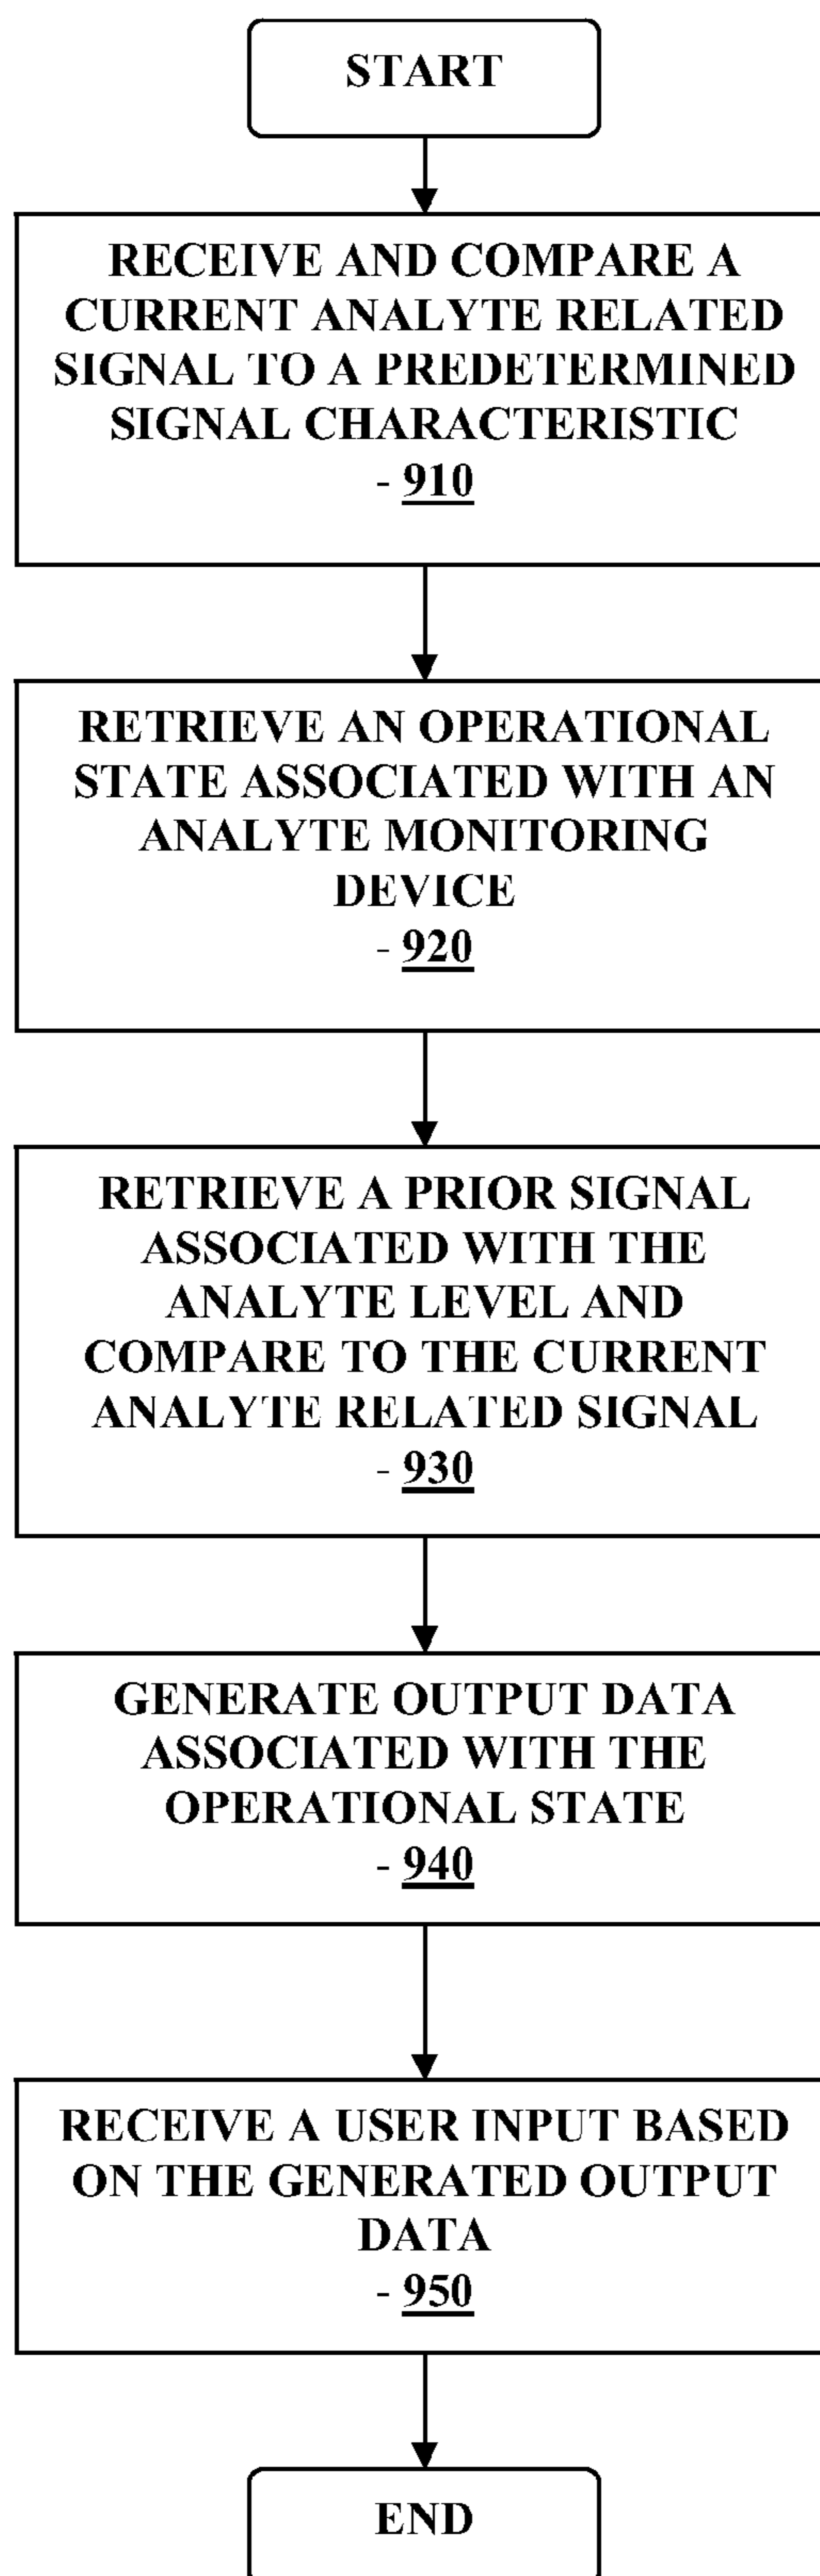 START
RECEIVE AND COMPARE A
CURRENT ANALYTE RELATED
SIGNAL TO A PREDETERMINED
SIGNAL CHARACTERISTIC
- 910
RETRIEVE AN OPERATIONAL
STATE ASSOCIATED WITH AN
ANALYTE MONITORING
DEVICE
- 920
RETRIEVE A PRIOR SIGNAL
ASSOCIATED WITH THE
ANALYTE LEVEL AND
COMPARE TO THE CURRENT
ANALYTE RELATED SIGNAL
- 930
GENERATE OUTPUT DATA
ASSOCIATED WITH THE
OPERATIONAL STATE
- 940
RECEIVE A USER INPUT BASED
ON THE GENERATED OUTPUT
DATA
- 950
END